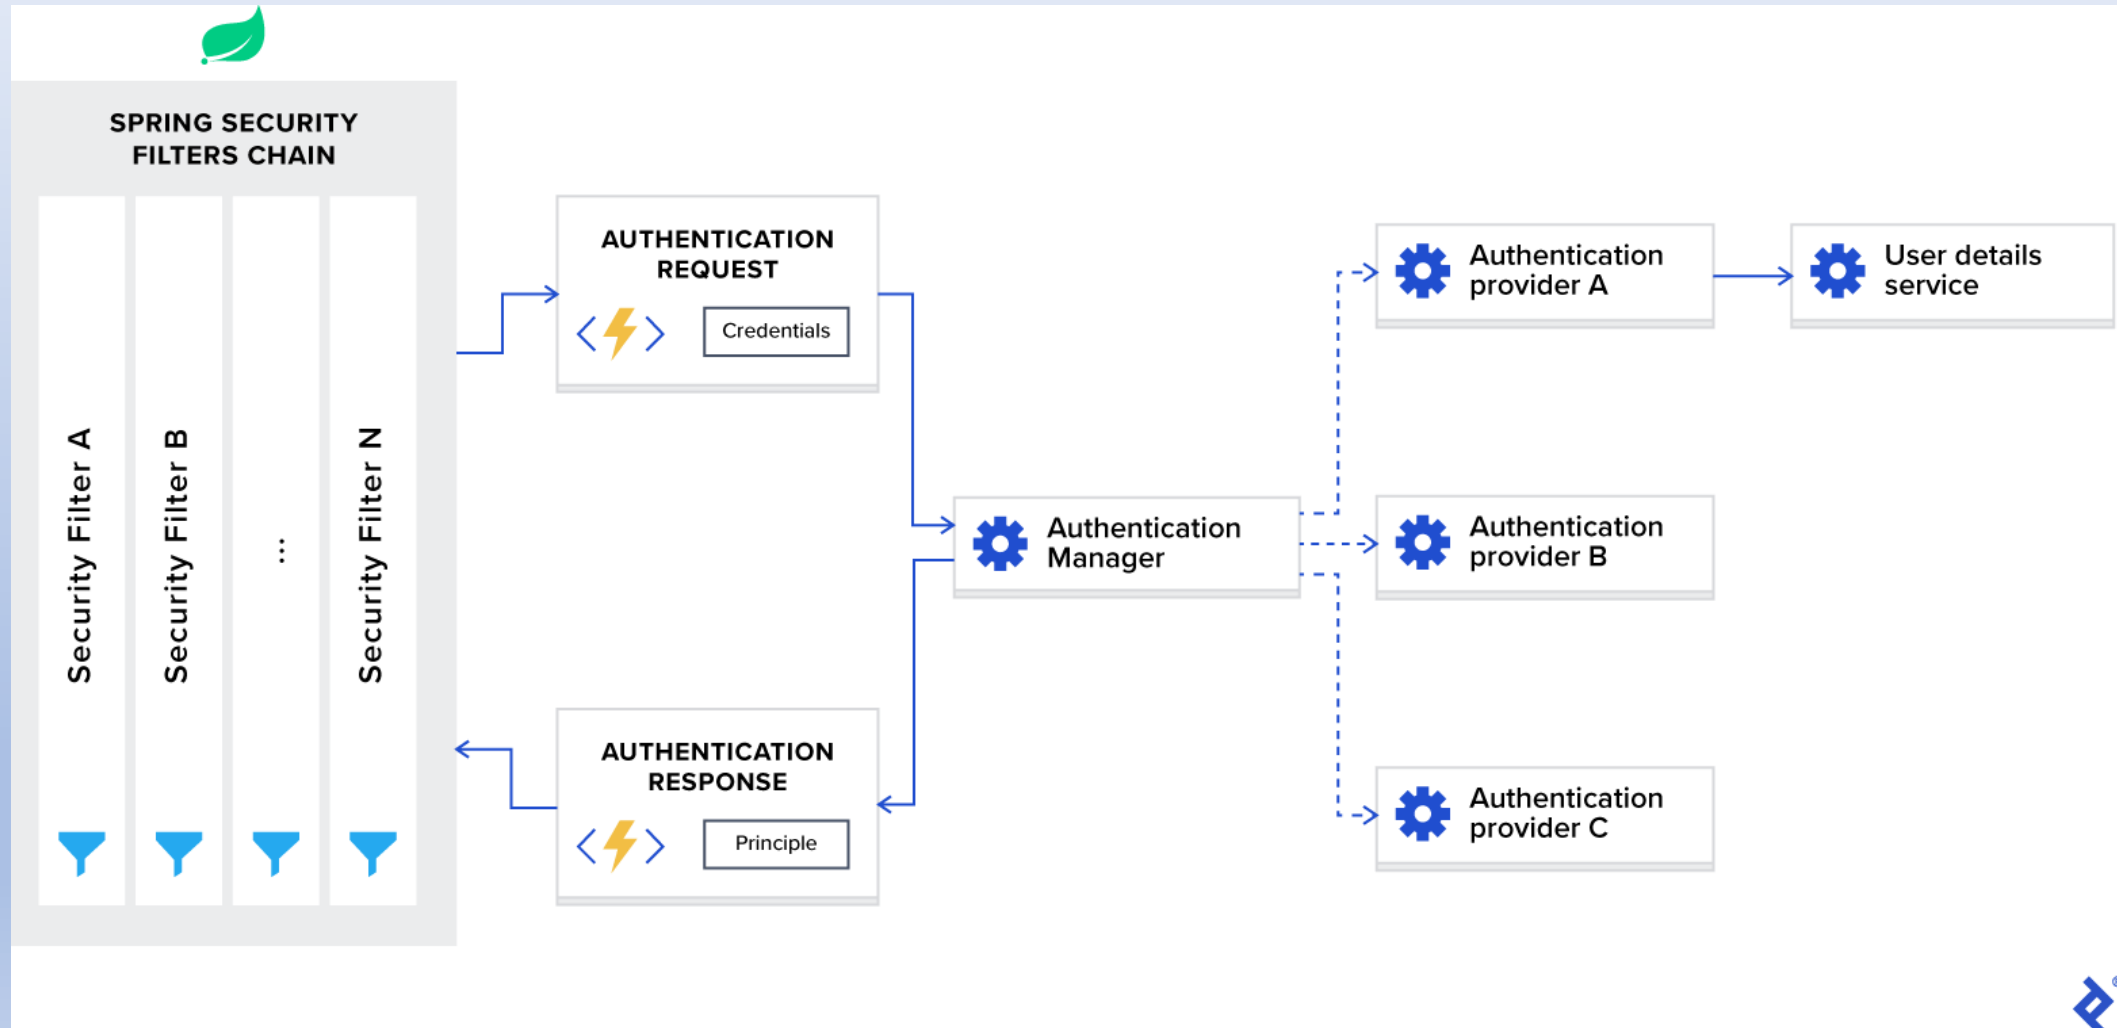 SPRING SECURITY
FILTERS CHAIN
Security Filter A
Security Filter B
...
Security Filter N
AUTHENTICATION
REQUEST
Credentials
AUTHENTICATION
RESPONSE
Principle
Authentication
Manager
Authentication
provider A
User details
service
Authentication
provider B
Authentication
provider C